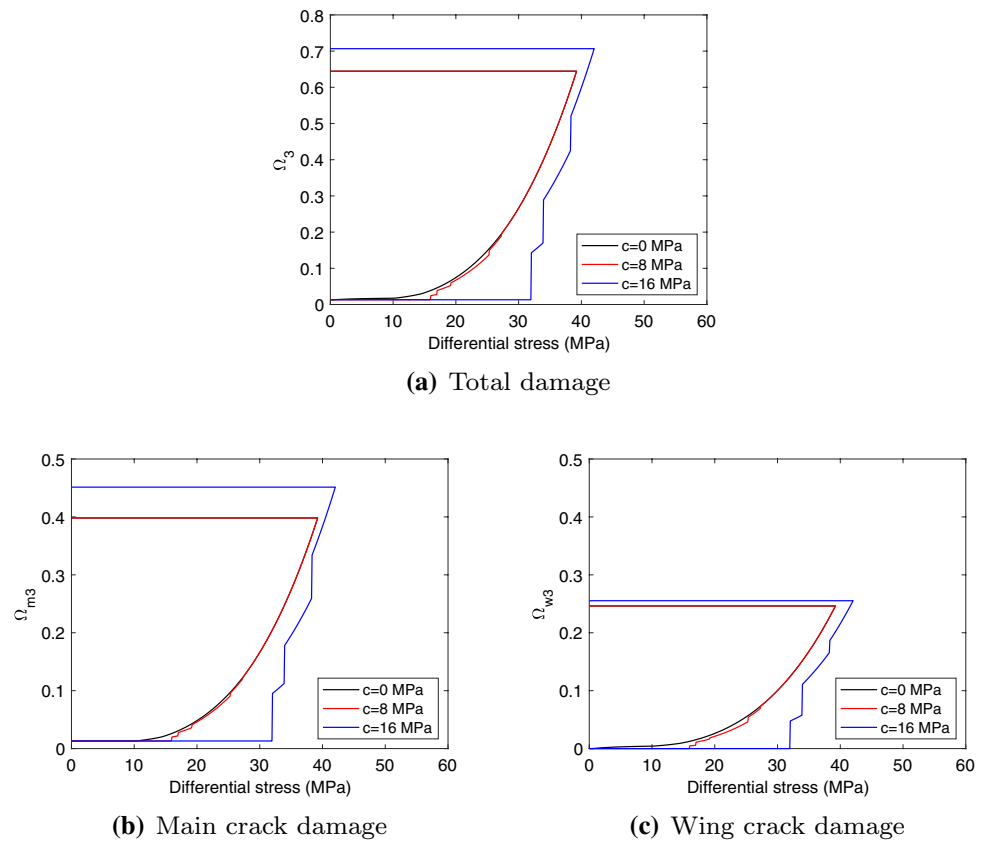 0.8
0.7
0.6
0.5
0.4
0.3
0.2
0.1
0
Ω3
c=0 MPa
c=8 MPa
c=16 MPa
0 10 20 30 40 50 60
Differential stress (MPa)
(a) Total damage
0.5
0.4
0.3
0.2
0.1
0
Ωm3
c=0 MPa
c=8 MPa
c=16 MPa
0 10 20 30 40 50 60
Differential stress (MPa)
(b) Main crack damage
0.5
0.4
0.3
0.2
0.1
0
Ωw3
c=0 MPa
c=8 MPa
c=16 MPa
0 10 20 30 40 50 60
Differential stress (MPa)
(c) Wing crack damage